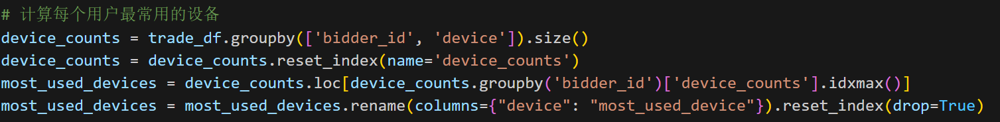 # 计算每个用户最常用的设备
device_counts = trade_df.groupby(['bidder_id', 'device']).size()
device_counts = device_counts.reset_index(name='device_counts')
most_used_devices = device_counts.loc[device_counts.groupby('bidder_id')['device_counts'].idxmax()]
most_used_devices = most_used_devices.rename(columns={"device": "most_used_device"}).reset_index(drop=True)